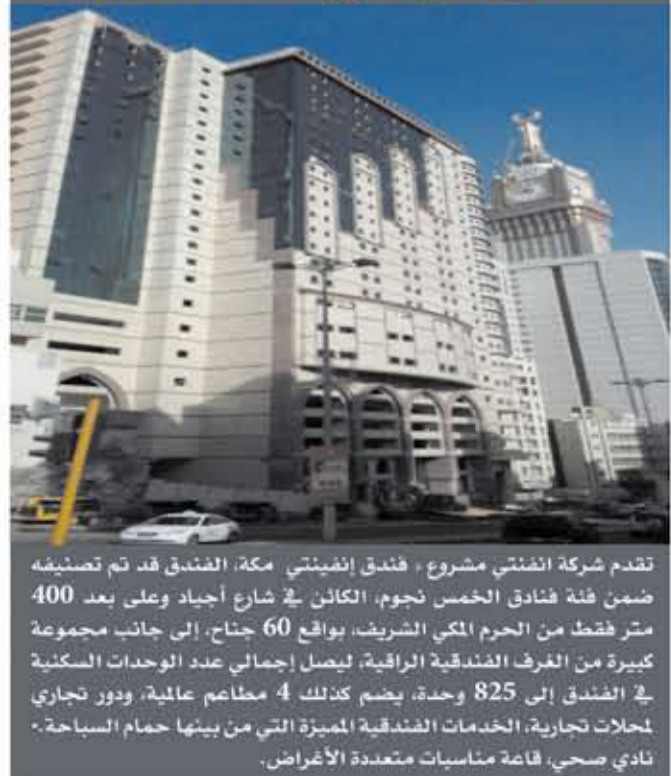 تقدم شركة انفنتي مشروع ، فندق إنفينتي مكة، الفندق قد تم تصنيفه
ضمن فئة فنادق الخمس نجوم، الكائن في شارع أجياد وعلى بعد 400
متر فقط من الحرم المكي الشريف، بواقع 60 جناح، إلى جانب مجموعة
كبيرة من الغرف الفندقية الراقية، ليصل إجمالي عدد الوحدات السكنية
في الفندق إلى 825 وحدة، يضم كذلك 4 مطاعم عالمية، ودور تجاري
لمحلات تجارية، الخدمات الفندقية المميزة التي من بينها حمام السباحة.-
نادي صحي، قاعة مناسبات متعددة الأغراض.